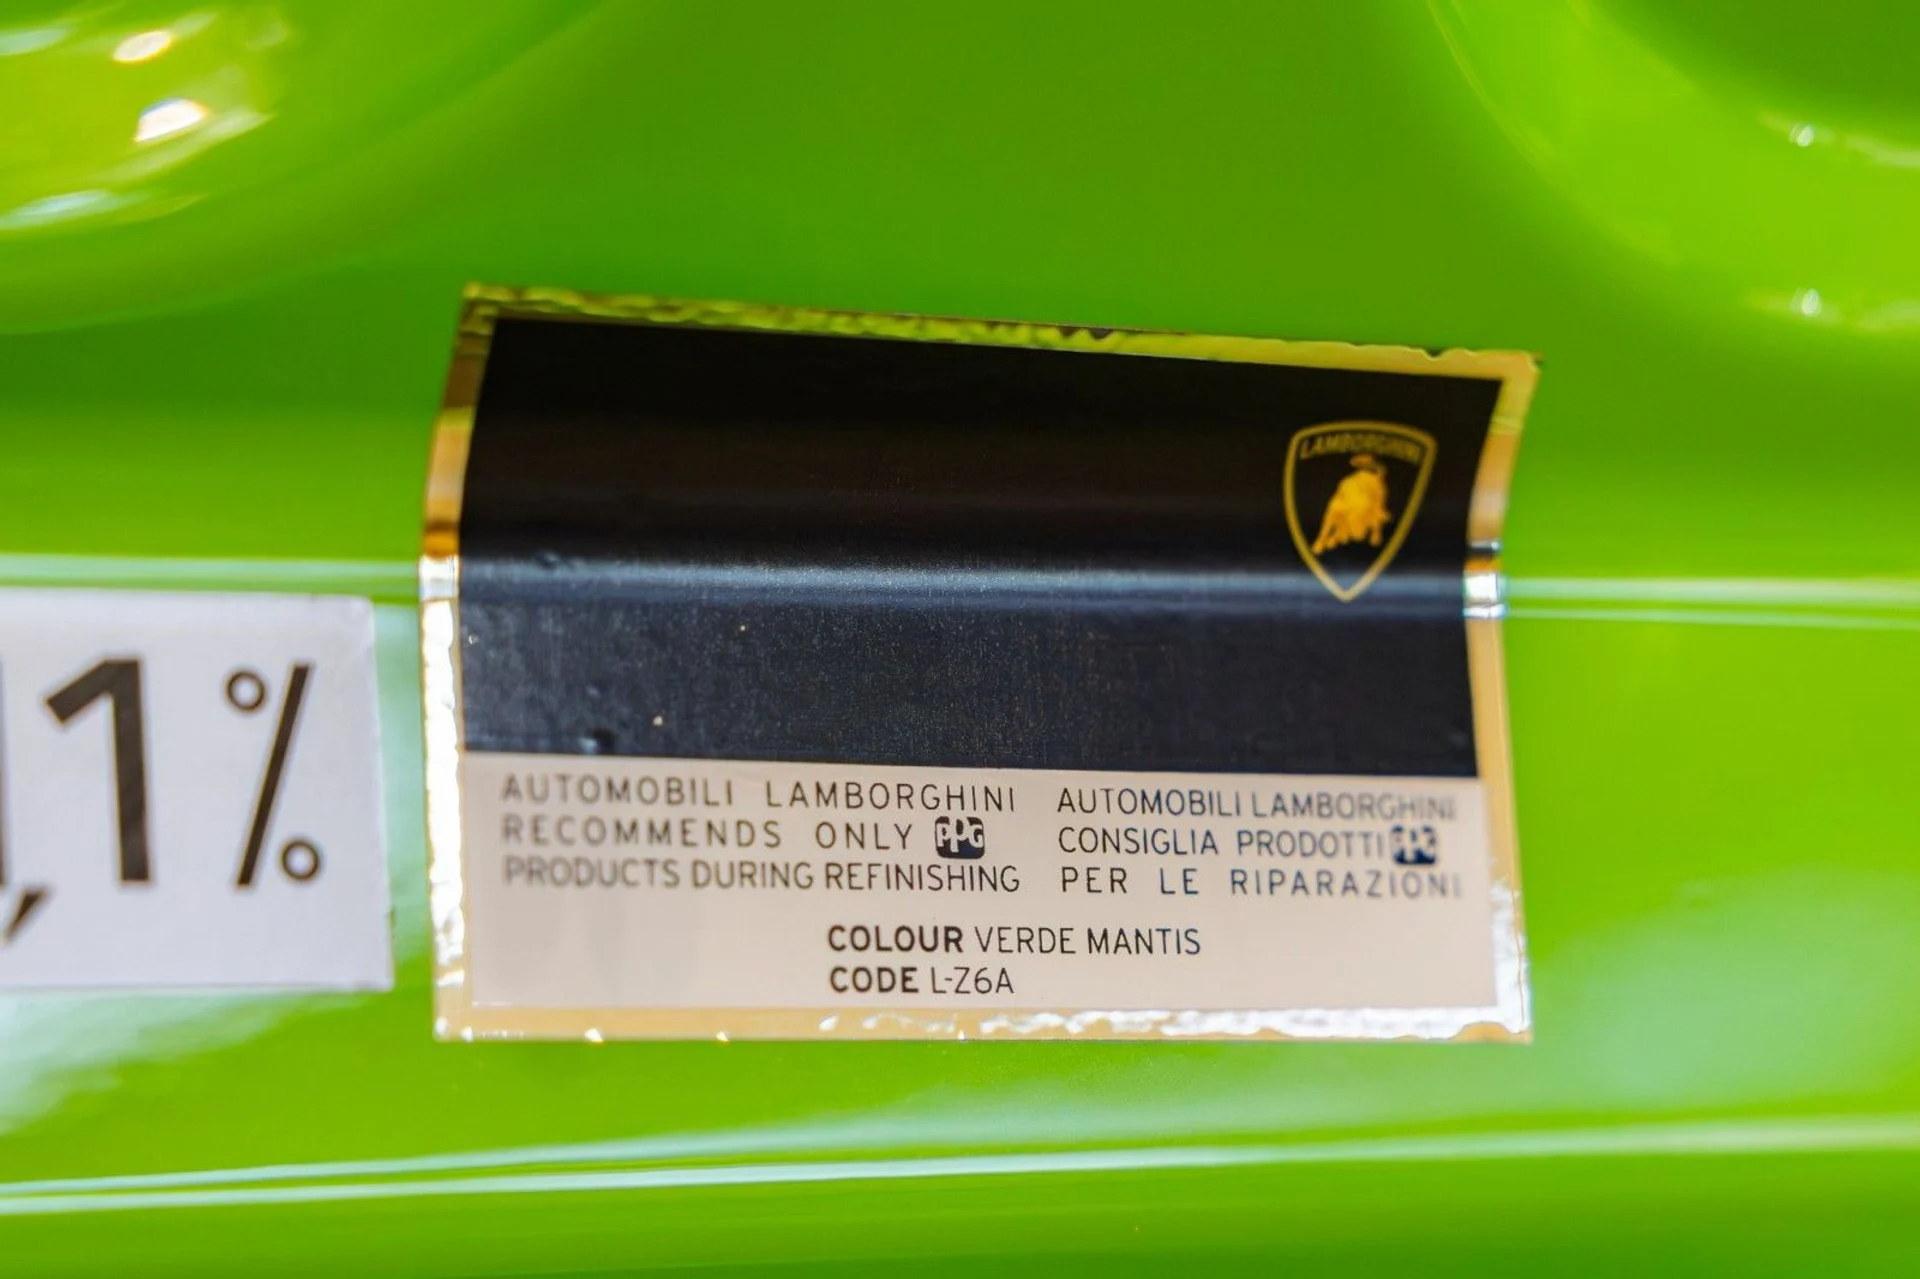 LAMBORGHINI
,1%
AUTOMOBILI LAMBORGHINI
RECOMMENDS ONLY PPG
PRODUCTS DURING REFINISHING
AUTOMOBILI LAMBORGHINI
CONSIGLIA PRODOTTI PPG
PER LE RIPARAZIONI
COLOUR VERDE MANTIS
CODE L-Z6A